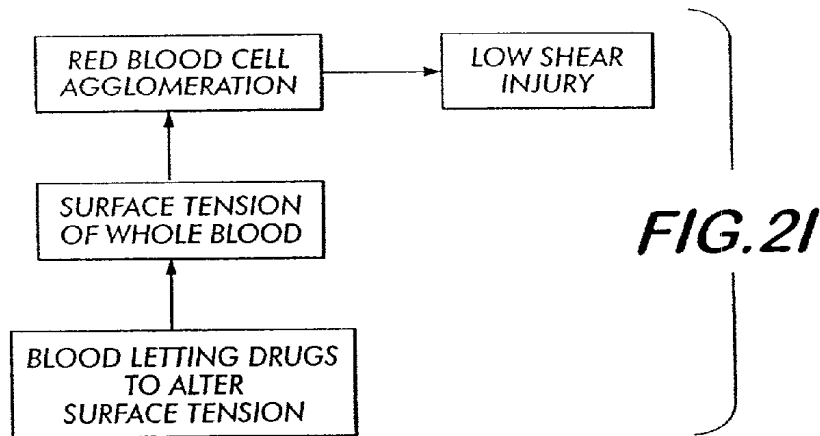 RED BLOOD CELL
AGGLOMERATION
LOW SHEAR
INJURY
SURFACE TENSION
OF WHOLE BLOOD
BLOOD LETTING DRUGS
TO ALTER
SURFACE TENSION
FIG.2I